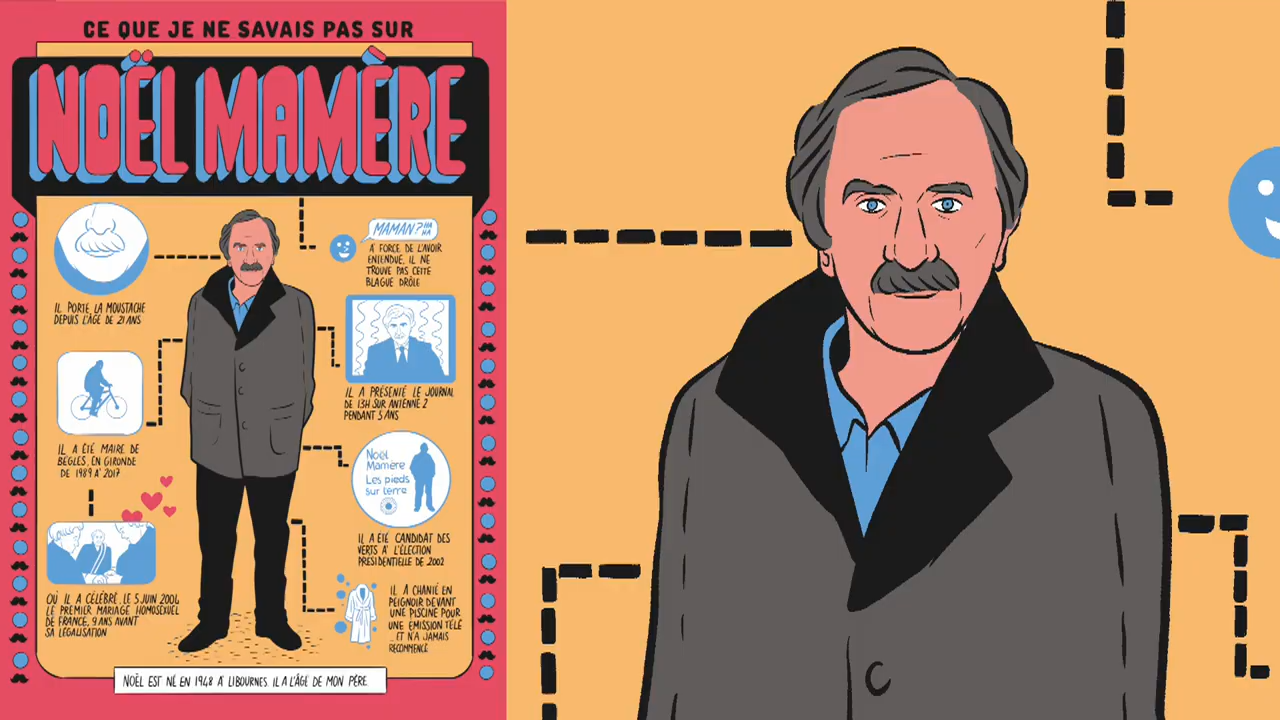 CE QUE JE NE SAVAIS PAS SUR
NOËL MAMÈRE
MAMAN? HA HA
À FORCE DE L'AVOIR
ENTENDUE, IL NE
TROUVE PAS CETTE
BLAGUE DRÔLE
IL PORTE LA MOUSTACHE
DEPUIS L'ÂGE DE 21 ANS
IL A PRÉSENTÉ LE JOURNAL
DE 13H SUR ANTENNE 2
PENDANT 5 ANS
IL A ÉTÉ MAIRE DE
BÈGLES, EN GIRONDE
DE 1989 À 2017
Noël
Mamère
Les pieds
sur terre
IL A ÉTÉ CANDIDAT DES
VERTS À L'ÉLECTION
PRÉSIDENTIELLE DE 2002
OÙ IL A CÉLÉBRÉ, LE 5 JUIN 2004
LE PREMIER MARIAGE HOMOSEXUEL
DE FRANCE, 9 ANS AVANT
SA LÉGALISATION
IL A CHANTÉ EN
PEIGNOIR DEVANT
UNE PISCINE POUR
UNE ÉMISSION TÉLÉ
... ET N'A JAMAIS
RECOMMENCÉ
NOËL EST NÉ EN 1948 À LIBOURNES. IL A L'ÂGE DE MON PÈRE